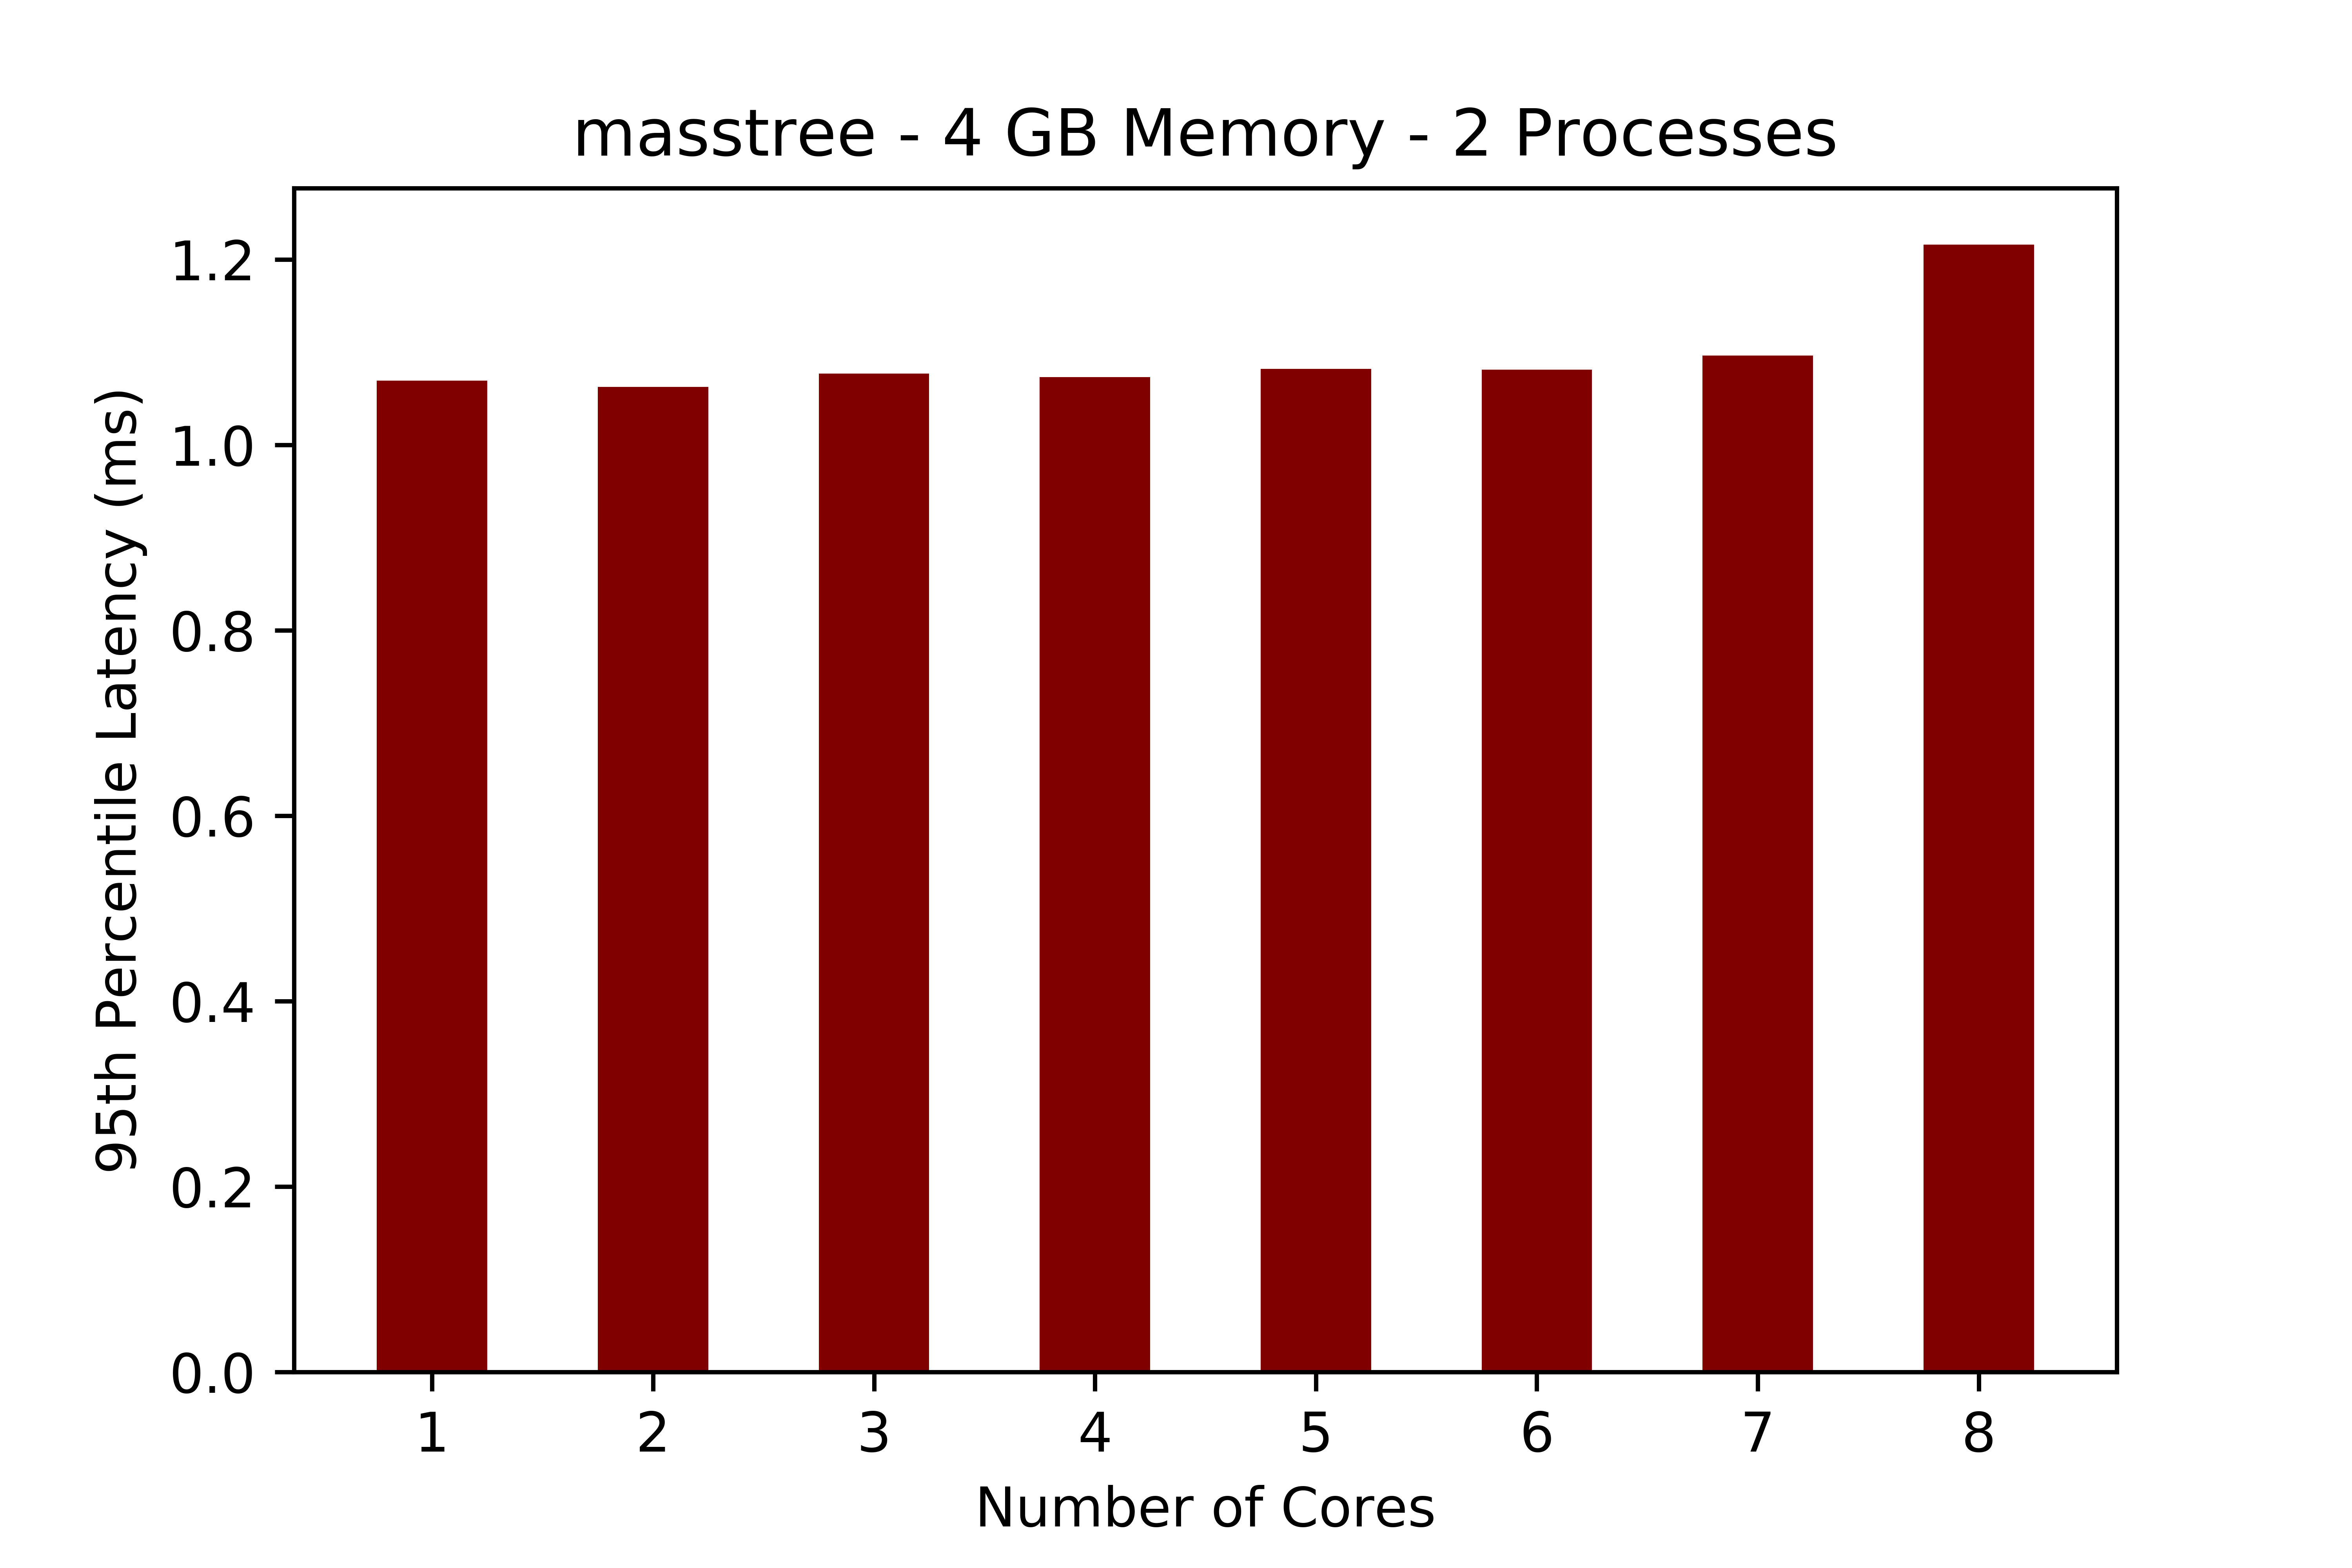 masstree - 4 GB Memory - 2 Processes
95th Percentile Latency (ms)
1.2
1.0
0.8
0.6
0.4
0.2
0.0
1 2 3 4 5 6 7 8
Number of Cores